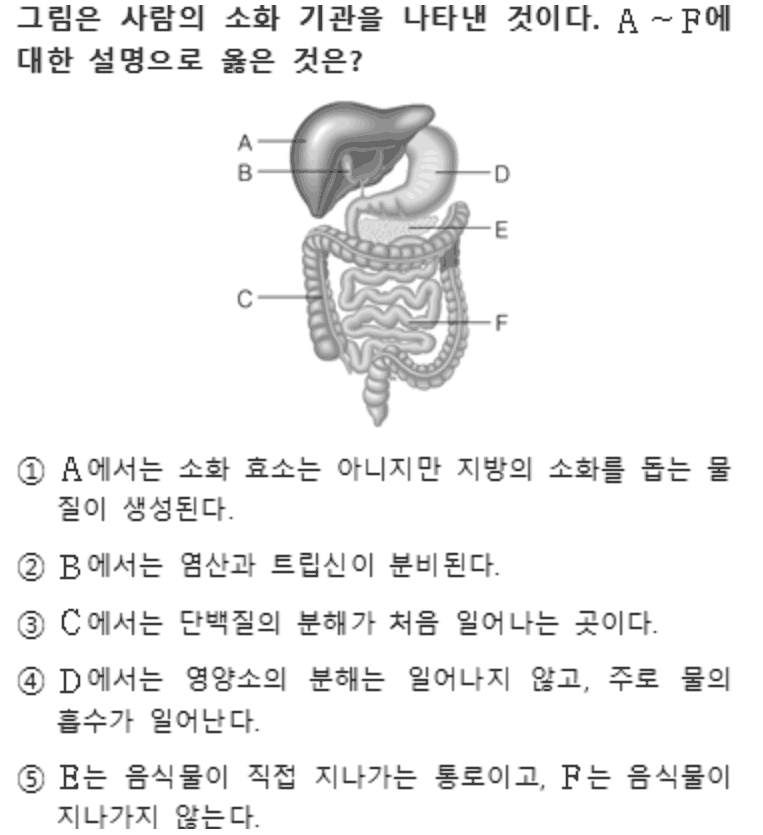 그림은 사람의 소화 기관을 나타낸 것이다. A ~ F에
대한 설명으로 옳은 것은?
A
B
D
E
C
F
① A에서는 소화 효소는 아니지만 지방의 소화를 돕는 물
질이 생성된다.
② B에서는 염산과 트립신이 분비된다.
③ C에서는 단백질의 분해가 처음 일어나는 곳이다.
④ D에서는 영양소의 분해는 일어나지 않고, 주로 물의
흡수가 일어난다.
⑤ E는 음식물이 직접 지나가는 통로이고, F는 음식물이
지나가지 않는다.